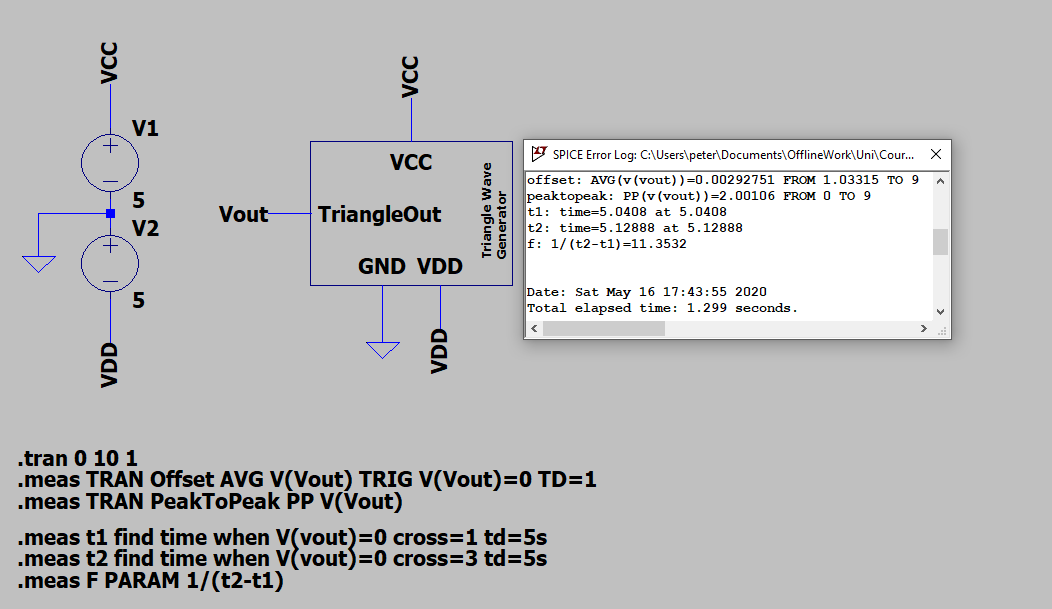 VCC
V1
5
V2
5
VDD
VCC
VCC
Vout
TriangleOut
Triangle Wave
Generator
GND VDD
VDD
SPICE Error Log: C:\Users\peter\Documents\OfflineWork\Uni\Cour...
offset: AVG(v(vout))=0.00292751 FROM 1.03315 TO 9
peaktopeak: PP(v(vout))=2.00106 FROM 0 TO 9
t1: time=5.0408 at 5.0408
t2: time=5.12888 at 5.12888
f: 1/(t2-t1)=11.3532
Date: Sat May 16 17:43:55 2020
Total elapsed time: 1.299 seconds.
.tran 0 10 1
.meas TRAN Offset AVG V(Vout) TRIG V(Vout)=0 TD=1
.meas TRAN PeakToPeak PP V(Vout)
.meas t1 find time when V(vout)=0 cross=1 td=5s
.meas t2 find time when V(vout)=0 cross=3 td=5s
.meas F PARAM 1/(t2-t1)